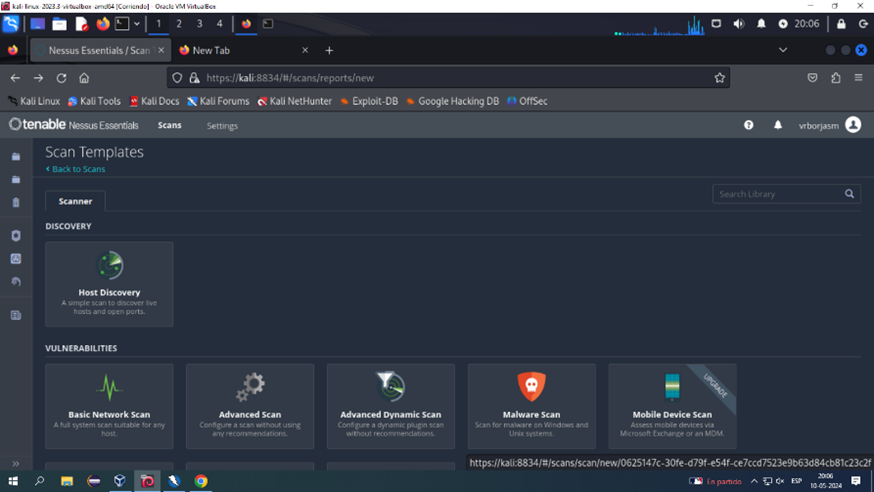 kali linux-2023.3-virtualbox-amd64 [Corriendo] - Oracle VM VirtualBox
1 2 3 4 20:06
Nessus Essentials / Scan T New Tab
https://kali:8834/#/scans/reports/new
Kali Linux Kali Tools Kali Docs Kali Forums Kali NetHunter Exploit-DB Google Hacking DB OffSec
tenable Nessus Essentials Scans Settings vrborjasm
Scan Templates
Back to Scans
Scanner Search Library
DISCOVERY
Host Discovery
A simple scan to discover live
hosts and open ports.
VULNERABILITIES
Basic Network Scan
A full system scan suitable for any
host.
Advanced Scan
Configure a scan without using
any recommendations.
Advanced Dynamic Scan
Configure a dynamic plugin scan
without recommendations.
Malware Scan
Scan for malware on Windows and
Unix systems.
UPGRADE
Mobile Device Scan
Assess mobile devices via
Microsoft Exchange or an MDM.
https://kali:8834/#/scans/scan/new/0625147c-30fe-d79f-e54f-ce7ccd7523e9b63d84cb81c23c2f
En partido ESP 20:06
10-05-2024